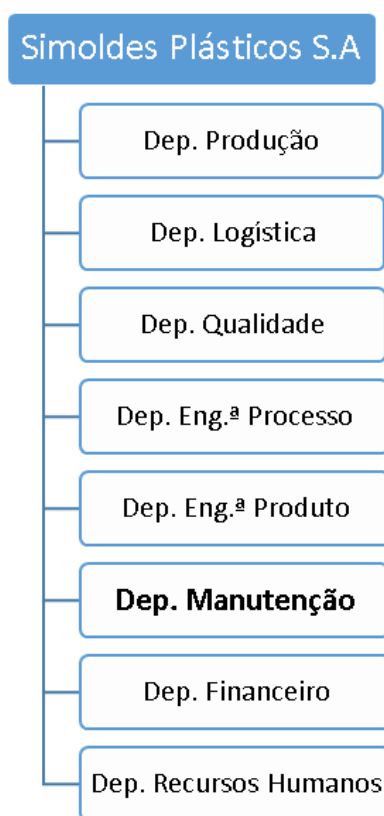 Simoldes Plásticos S.A
Dep. Produção
Dep. Logística
Dep. Qualidade
Dep. Eng.ª Processo
Dep. Eng.ª Produto
Dep. Manutenção
Dep. Financeiro
Dep. Recursos Humanos